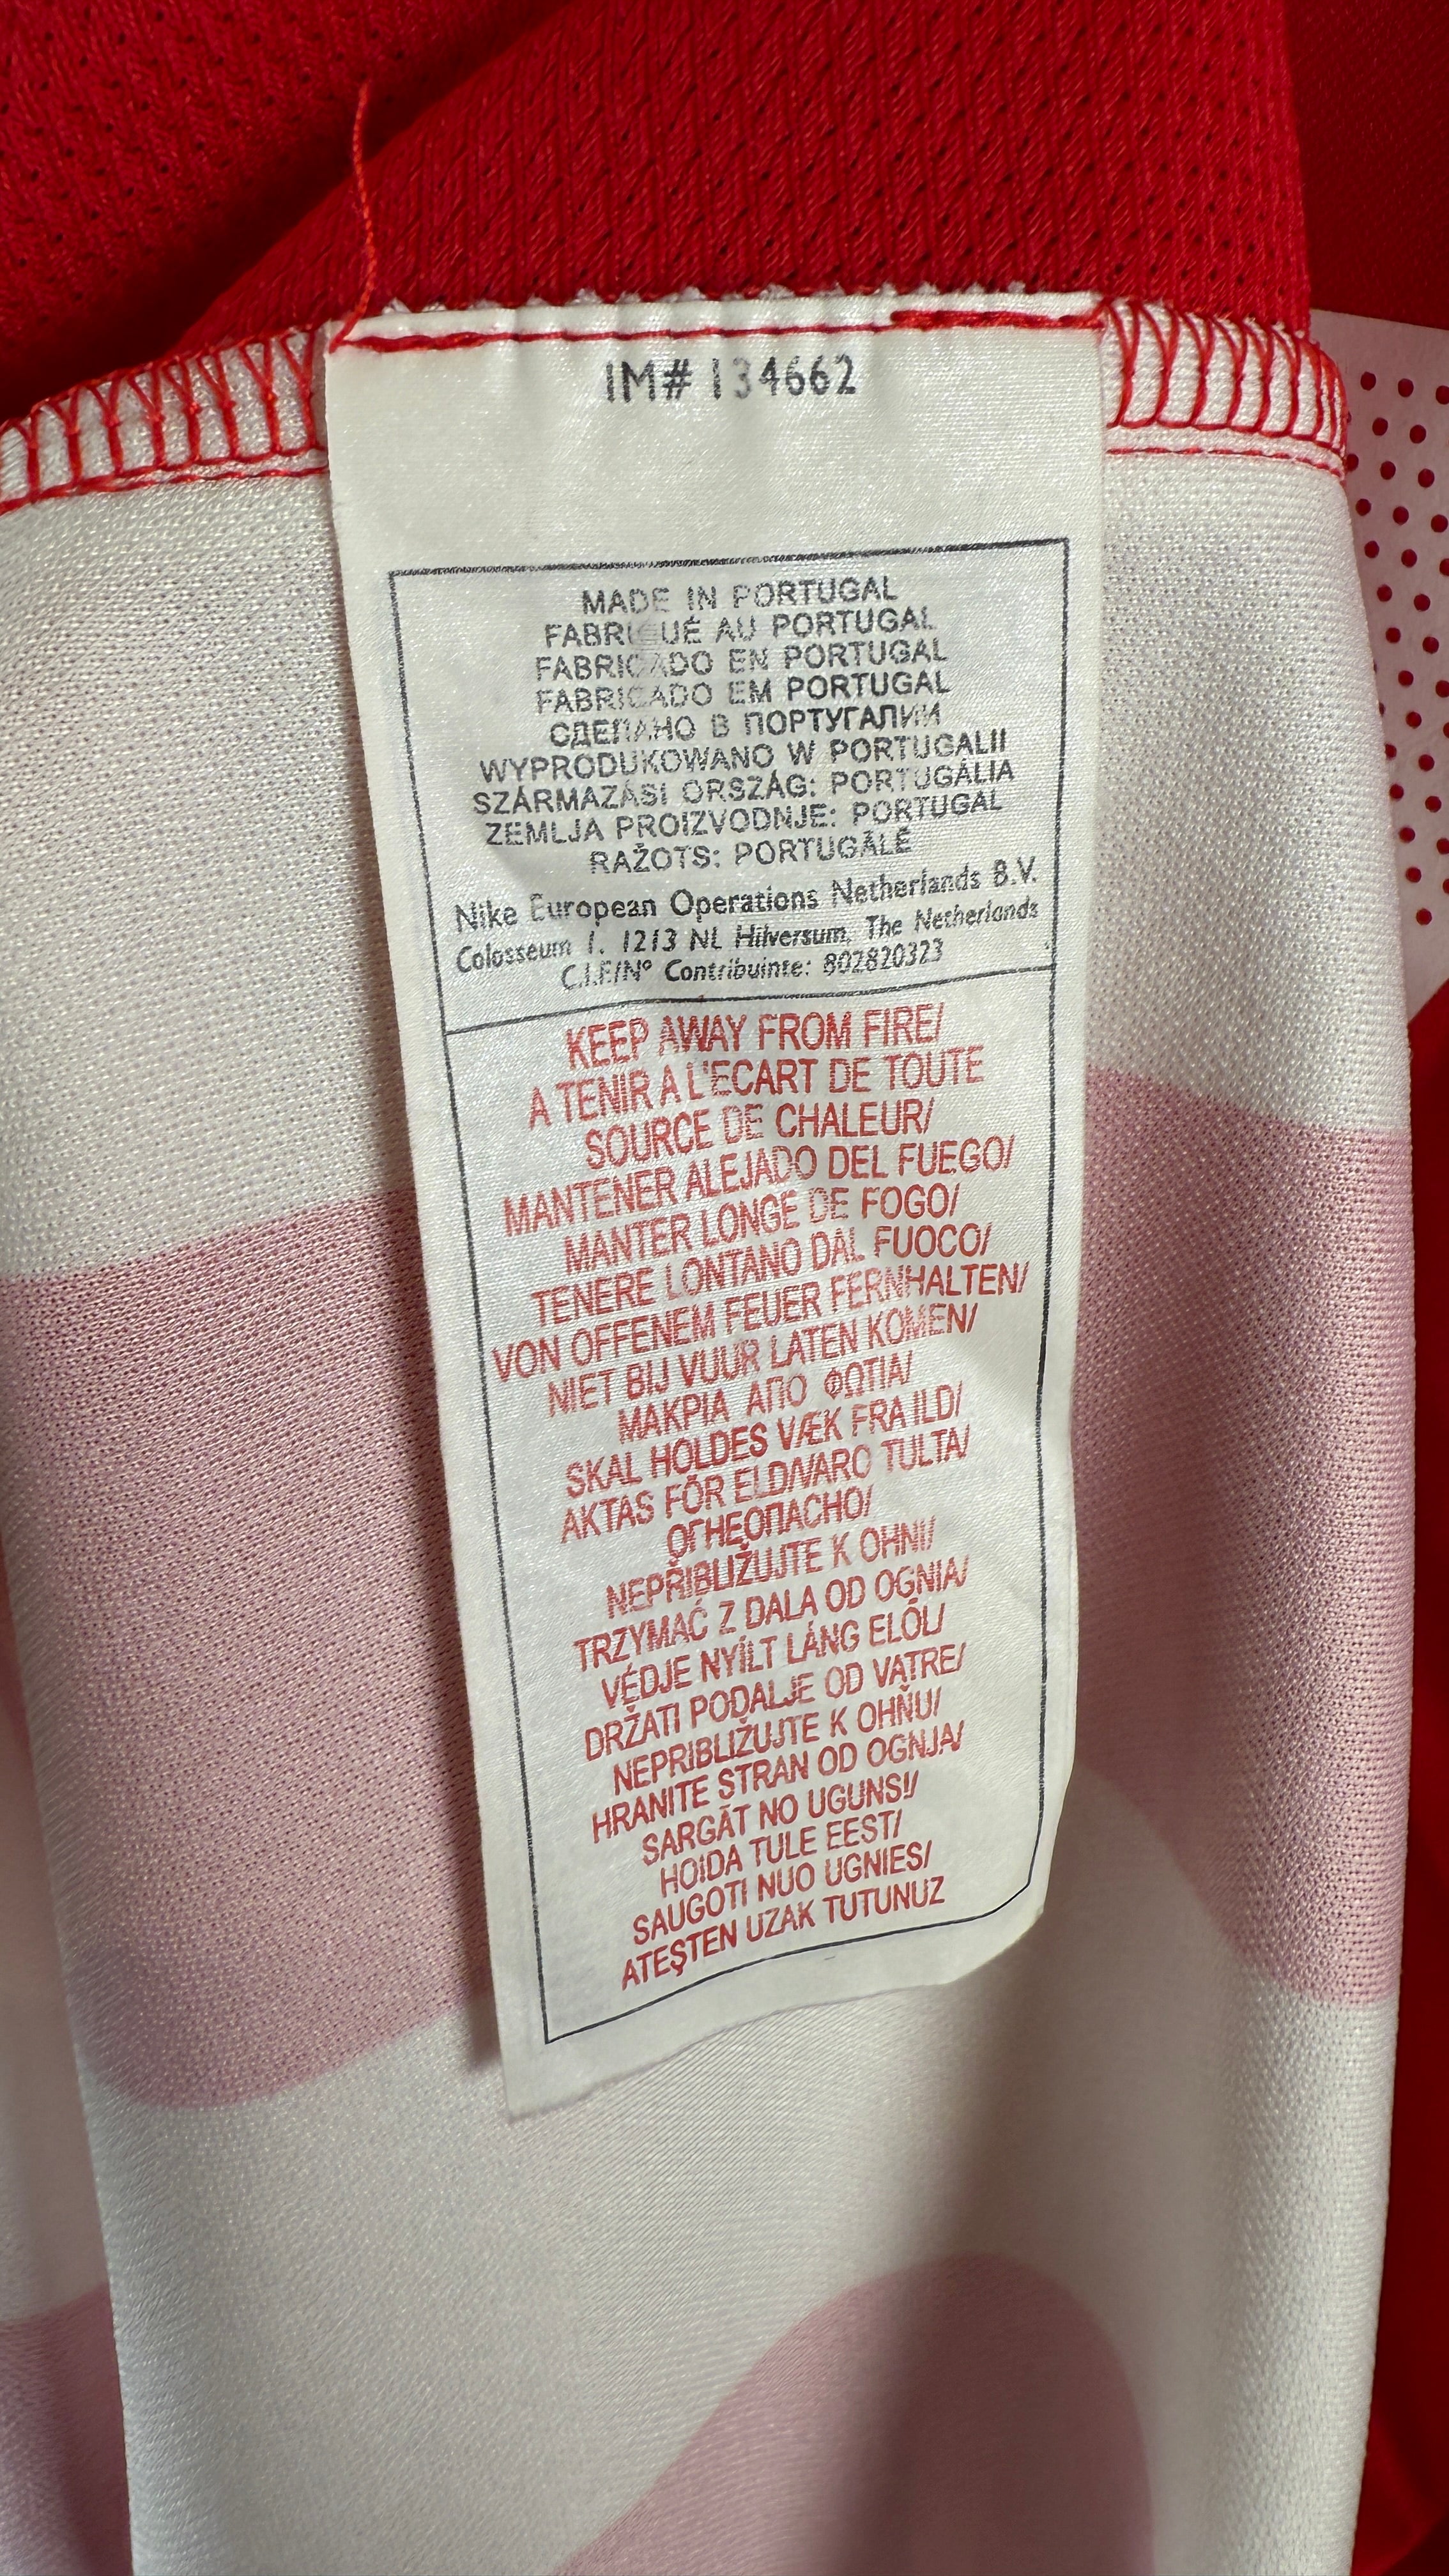 IM# 134662
MADE IN PORTUGAL
FABRIQUÉ AU PORTUGAL
FABRICADO EN PORTUGAL
FABRICADO EM PORTUGAL
СДЕЛАНО В ПОРТУГАЛИИ
WYPRODUKOWANO W PORTUGALII
SZÁRMAZÁSI ORSZÁG: PORTUGÁLIA
ZEMLJA PROIZVODNJE: PORTUGAL
RAŽOTS: PORTUGĀLĒ
Nike European Operations Netherlands B.V.
Colosseum 1. 1213 NL Hilversum, The Netherlands
C.I.F/N° Contribuinte: 802820323
KEEP AWAY FROM FIRE/
A TENIR A L'ECART DE TOUTE
SOURCE DE CHALEUR/
MANTENER ALEJADO DEL FUEGO/
MANTER LONGE DE FOGO/
TENERE LONTANO DAL FUOCO/
VON OFFENEM FEUER FERNHALTEN/
NIET BIJ VUUR LATEN KOMEN/
ΜΑΚΡΙΑ ΑΠΟ ΦΩΤΙΑ/
SKAL HOLDES VÆK FRA ILD/
AKTAS FÖR ELD/VARO TULTA/
ОГНЕОПАСНО/
NEPŘIBLIŽUJTE K OHNI/
TRZYMAĆ Z DALA OD OGNIA/
VÉDJE NYÍLT LÁNG ELŐL/
DRŽATI PODALJE OD VATRE/
NEPRIBLIŽUJTE K OHŇU/
HRANITE STRAN OD OGNJA/
SARGĀT NO UGUNS!/
HOIDA TULE EEST/
SAUGOTI NUO UGNIES/
ATEŞTEN UZAK TUTUNUZ